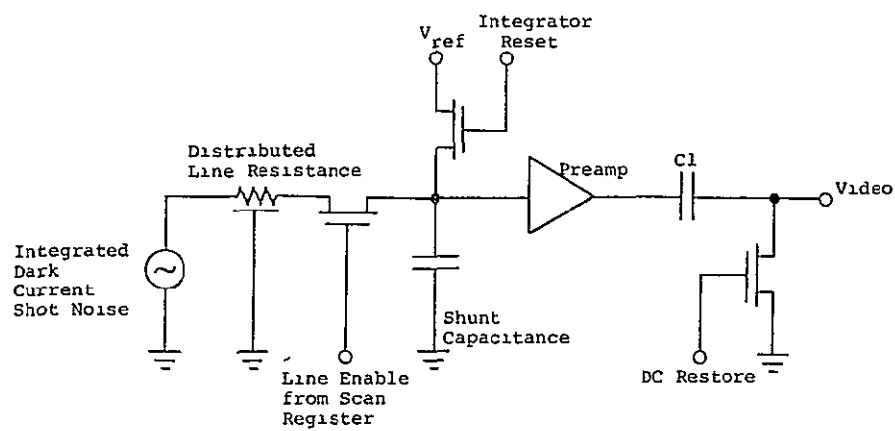 Integrator
Reset
V_ref
Distributed
Line Resistance
Preamp
C1
Video
Integrated
Dark
Current
Shot Noise
Shunt
Capacitance
DC Restore
Line Enable
from Scan
Register